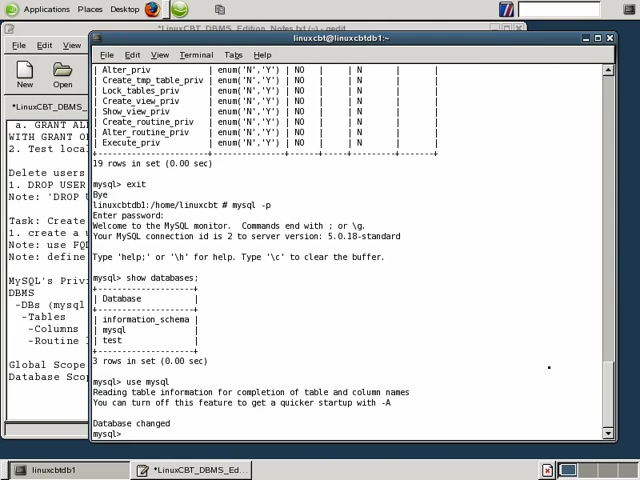 Applications Places Desktop
*LinuxCBT_DBMS_Edition_Notes.txt (~) - gedit
File Edit View
New Open
*LinuxCBT_DBMS_
a. GRANT ALL
WITH GRANT O
2. Test loca
Delete users
1. DROP USER
Note: 'DROP U
Task: Create
1. create a u
Note: use FQD
Note: define
MySQL's Priv
DBMS
-DBs (mysql
-Tables
-Columns
-Routine
Global Scope
Database Scop
linuxcbt@linuxcbtdb1:~
File Edit View Terminal Tabs Help
| Alter_priv | enum('N','Y') | NO | | N | |
| Create_tmp_table_priv | enum('N','Y') | NO | | N | |
| Lock_tables_priv | enum('N','Y') | NO | | N | |
| Create_view_priv | enum('N','Y') | NO | | N | |
| Show_view_priv | enum('N','Y') | NO | | N | |
| Create_routine_priv | enum('N','Y') | NO | | N | |
| Alter_routine_priv | enum('N','Y') | NO | | N | |
| Execute_priv | enum('N','Y') | NO | | N | |
+-----------------------+---------------+------+-----+---------+-------+
19 rows in set (0.00 sec)
mysql> exit
Bye
linuxcbtdb1:/home/linuxcbt # mysql -p
Enter password:
Welcome to the MySQL monitor. Commands end with ; or \g.
Your MySQL connection id is 2 to server version: 5.0.18-standard
Type 'help;' or '\h' for help. Type '\c' to clear the buffer.
mysql> show databases;
+--------------------+
| Database |
+--------------------+
| information_schema |
| mysql |
| test |
+--------------------+
3 rows in set (0.00 sec)
mysql> use mysql
Reading table information for completion of table and column names
You can turn off this feature to get a quicker startup with -A
Database changed
mysql>
linuxcbtdb1
*LinuxCBT_DBMS_Ed...